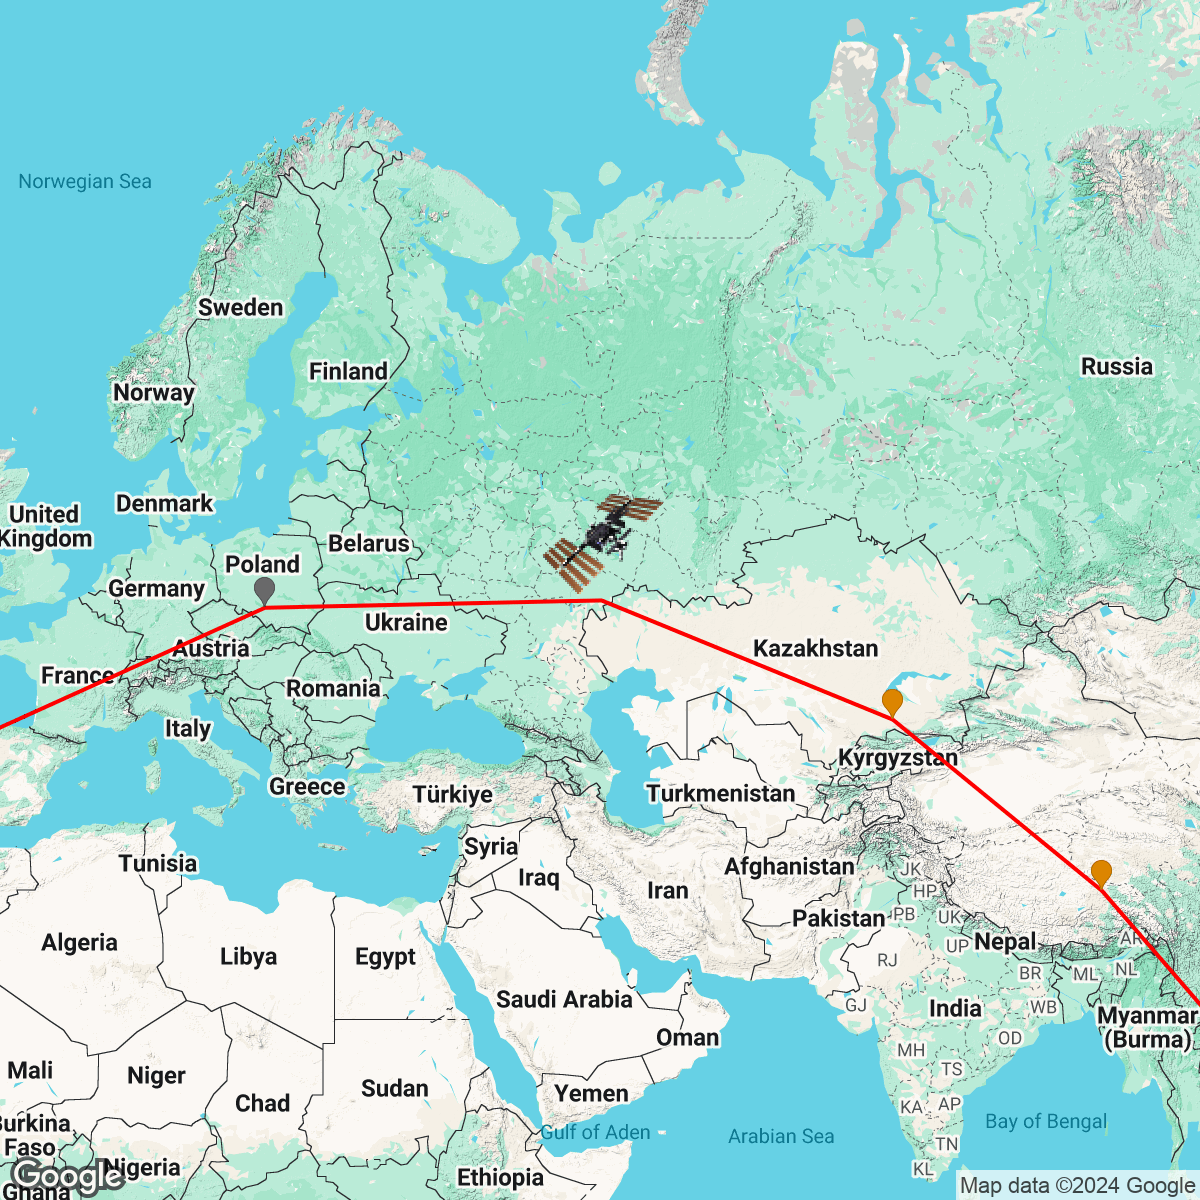 Norwegian Sea
Sweden
Finland
Russia
Norway
Denmark
United
Kingdom
Belarus
Poland
Germany
Ukraine
Austria
Kazakhstan
France
Romania
Italy
Kyrgyzstan
Greece
Türkiye
Turkmenistan
Syria
Tunisia
Afghanistan
Iraq
Iran
JK
HP
Pakistan
PB
UK
Algeria
Libya
Egypt
UP
Nepal
AR
RJ
BR
ML
NL
Saudi Arabia
GJ
India
WB
Myanmar
(Burma)
Oman
OD
MH
Mali
Niger
TS
Sudan
Chad
Yemen
KA
AP
Burkina
Faso
Gulf of Aden
Arabian Sea
Bay of Bengal
TN
Nigeria
KL
Ethiopia
Ghana
Google
Map data ©2024 Google